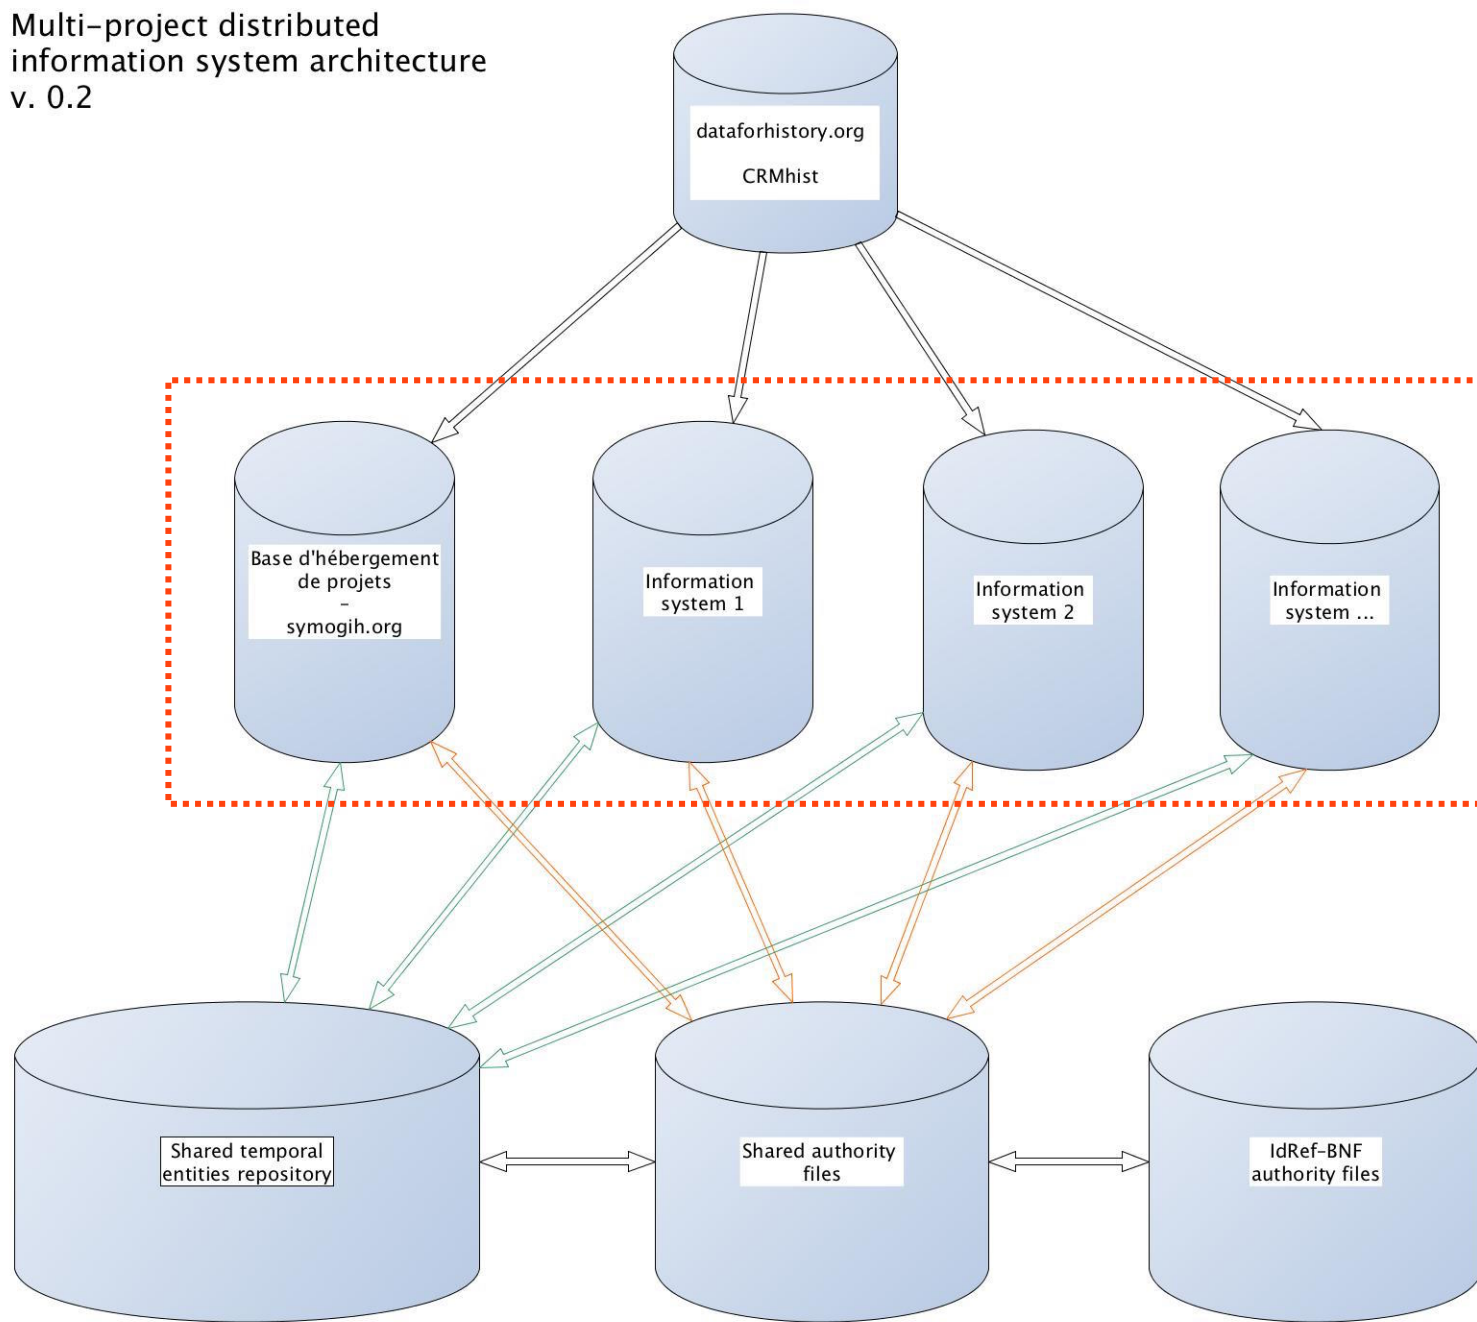 Multi-project distributed
information system architecture
v. 0.2
dataforhistory.org
CRMhist
Base d'hébergement
de projets
–
symogih.org
Information
system 1
Information
system 2
Information
system ...
Shared temporal
entities repository
Shared authority
files
IdRef-BNF
authority files